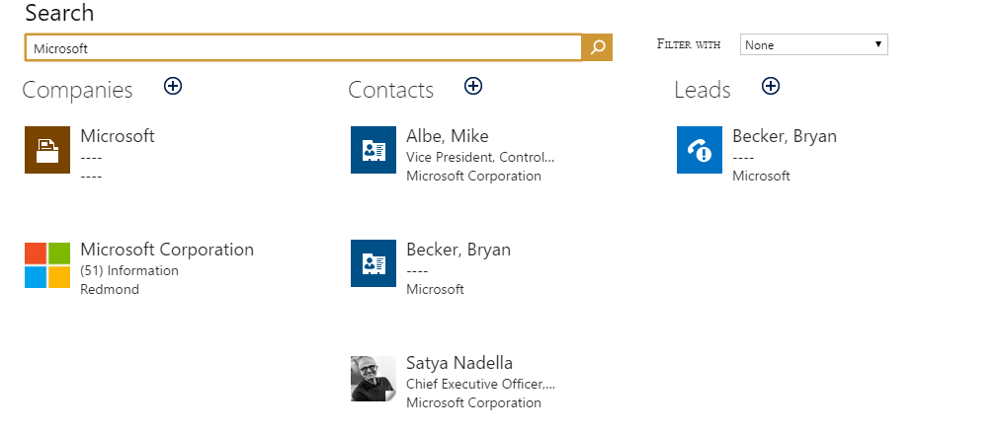 Search
Microsoft
Filter with
None
Companies
Contacts
Leads
Microsoft
----
----
Microsoft Corporation
(51) Information
Redmond
Albe, Mike
Vice President, Control...
Microsoft Corporation
Becker, Bryan
----
Microsoft
Satya Nadella
Chief Executive Officer,...
Microsoft Corporation
Becker, Bryan
----
Microsoft